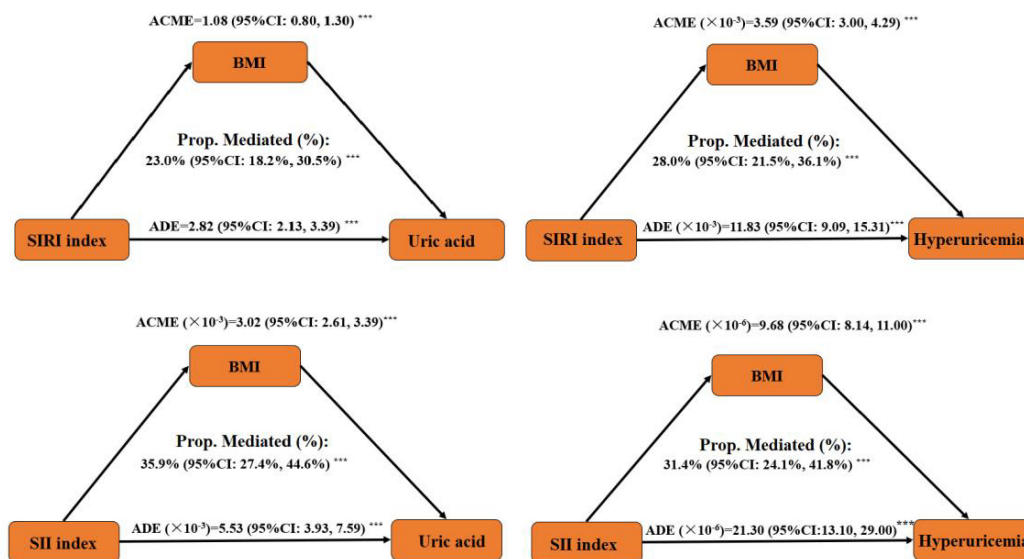 ACME=1.08 (95%CI: 0.80, 1.30) ***
BMI
Prop. Mediated (%):
23.0% (95%CI: 18.2%, 30.5%) ***
ADE=2.82 (95%CI: 2.13, 3.39) ***
SIRI index
Uric acid
ACME (×10⁻³)=3.59 (95%CI: 3.00, 4.29) ***
BMI
Prop. Mediated (%):
28.0% (95%CI: 21.5%, 36.1%) ***
ADE (×10⁻³)=11.83 (95%CI: 9.09, 15.31)***
SIRI index
Hyperuricemia
ACME (×10⁻³)=3.02 (95%CI: 2.61, 3.39)***
BMI
Prop. Mediated (%):
35.9% (95%CI: 27.4%, 44.6%) ***
ADE (×10⁻³)=5.53 (95%CI: 3.93, 7.59) ***
SII index
Uric acid
ACME (×10⁻⁶)=9.68 (95%CI: 8.14, 11.00)***
BMI
Prop. Mediated (%):
31.4% (95%CI: 24.1%, 41.8%) ***
ADE (×10⁻⁶)=21.30 (95%CI:13.10, 29.00)***
SII index
Hyperuricemia